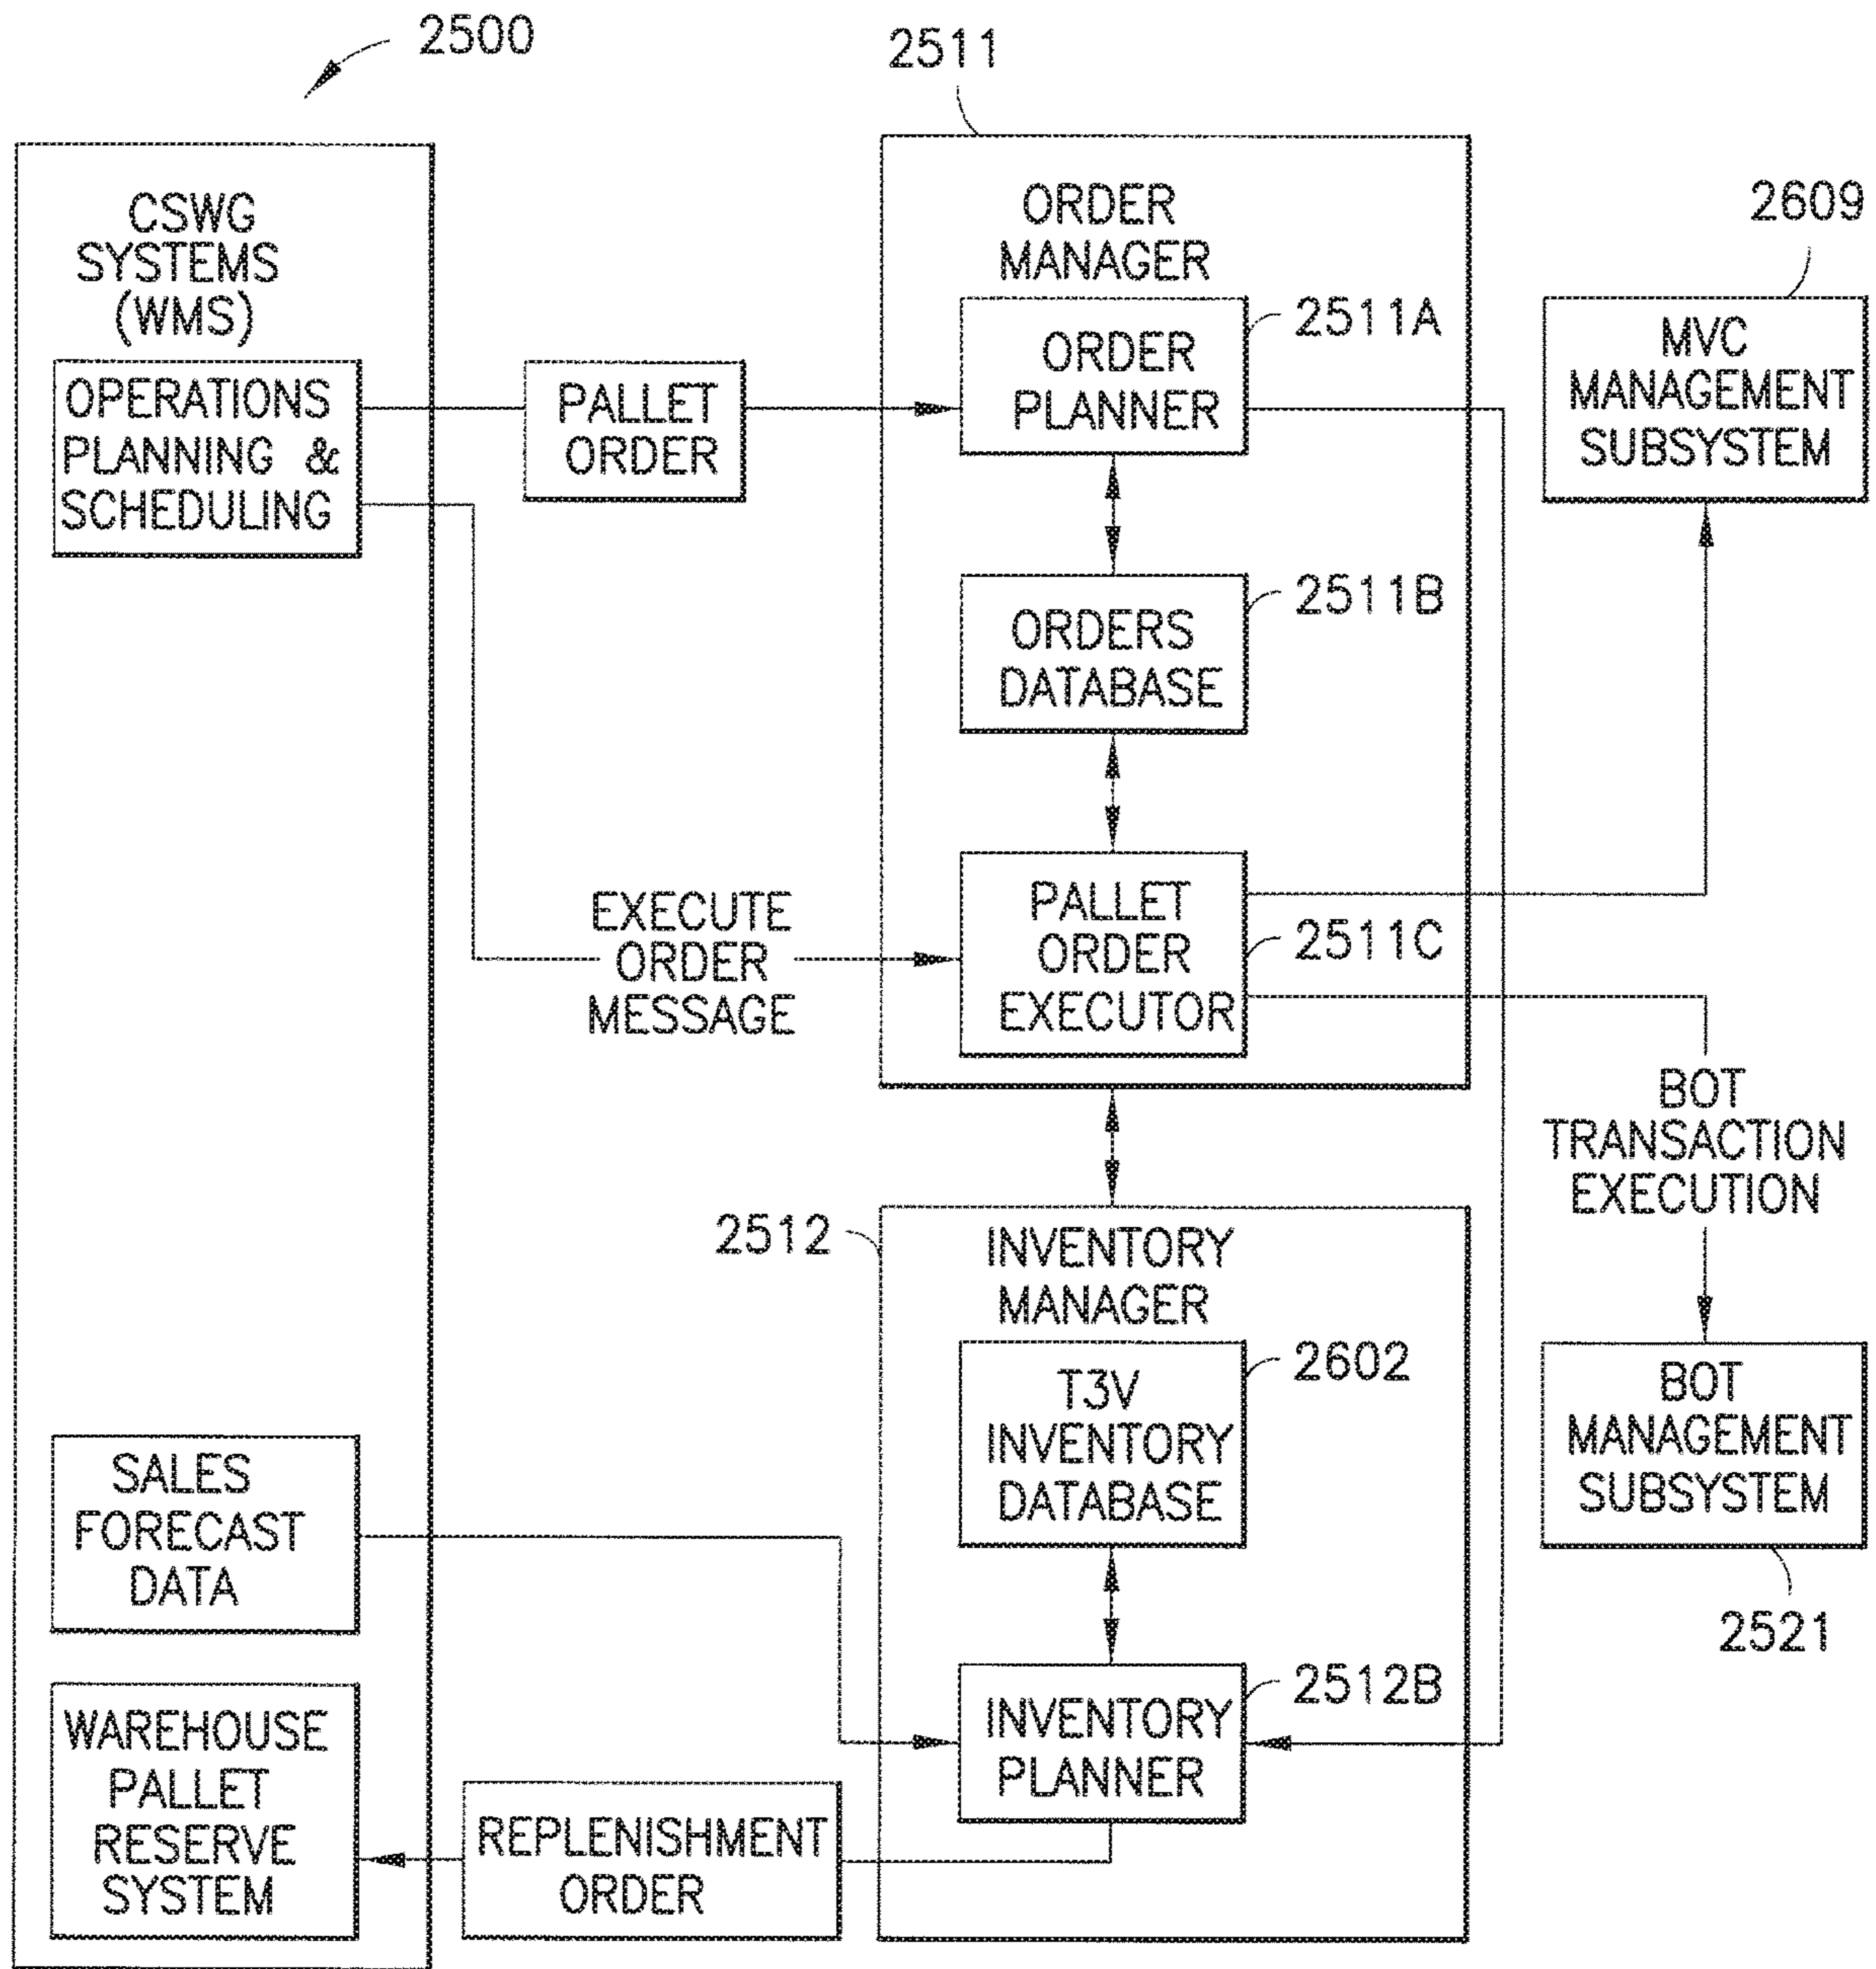 2500
2511
CSWG
SYSTEMS
(WMS)
OPERATIONS
PLANNING &
SCHEDULING
PALLET
ORDER
ORDER
MANAGER
ORDER
PLANNER
2511A
2609
MVC
MANAGEMENT
SUBSYSTEM
ORDERS
DATABASE
2511B
EXECUTE
ORDER
MESSAGE
PALLET
ORDER
EXECUTOR
2511C
BOT
TRANSACTION
EXECUTION
2512
INVENTORY
MANAGER
T3V
INVENTORY
DATABASE
2602
BOT
MANAGEMENT
SUBSYSTEM
2521
SALES
FORECAST
DATA
INVENTORY
PLANNER
2512B
WAREHOUSE
PALLET
RESERVE
SYSTEM
REPLENISHMENT
ORDER